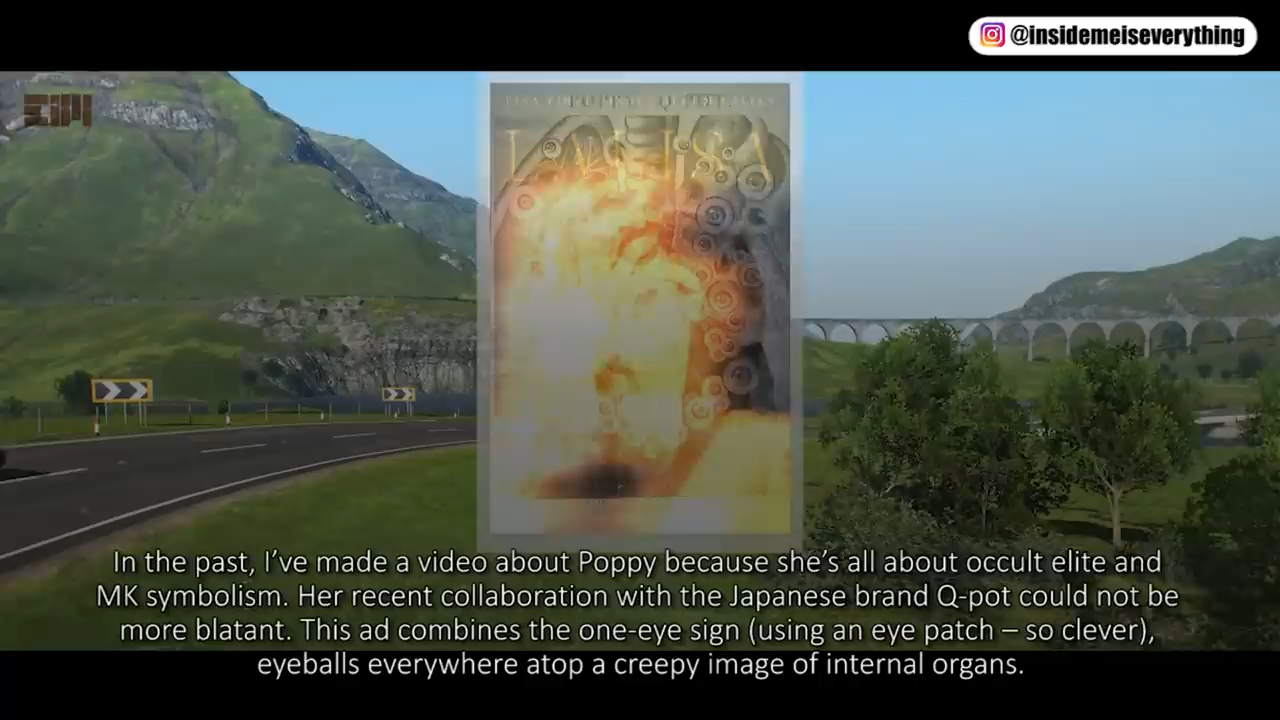 @insidemeiseverything
In the past, I've made a video about Poppy because she's all about occult elite and
MK symbolism. Her recent collaboration with the Japanese brand Q-pot could not be
more blatant. This ad combines the one-eye sign (using an eye patch – so clever),
eyeballs everywhere atop a creepy image of internal organs.